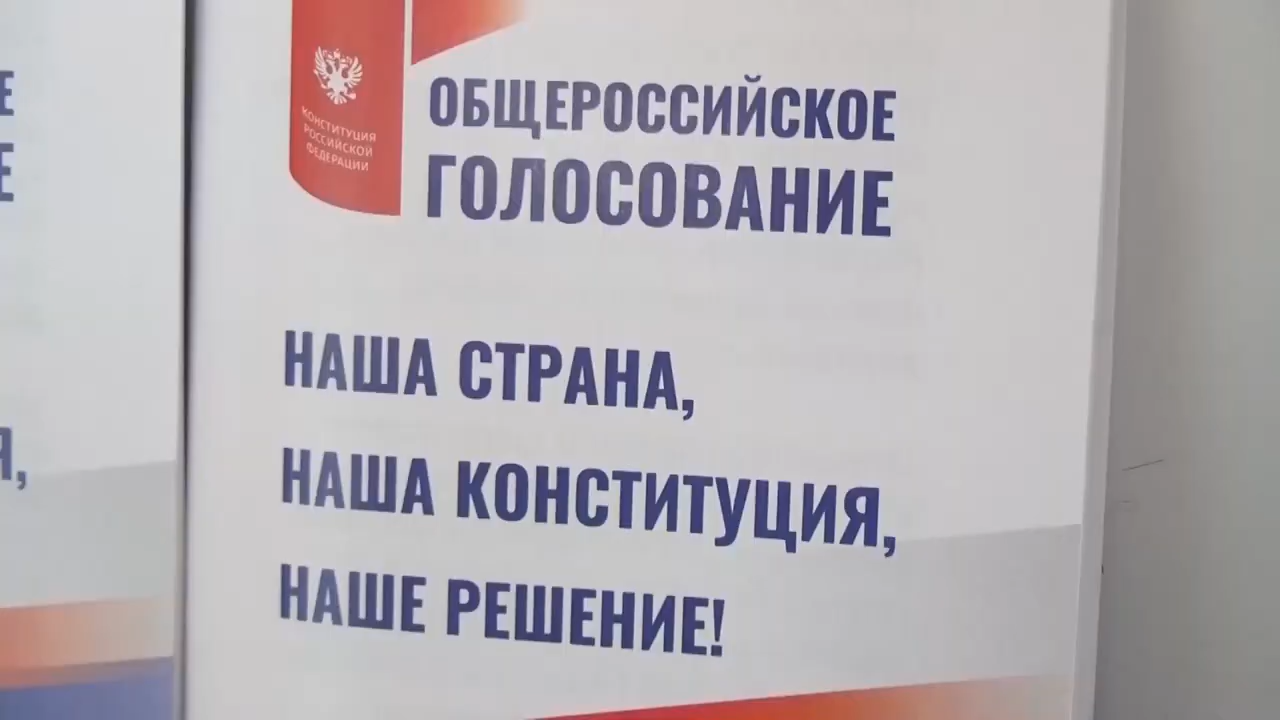 КОНСТИТУЦИЯ
РОССИЙСКОЙ
ФЕДЕРАЦИИ
ОБЩЕРОССИЙСКОЕ
ГОЛОСОВАНИЕ
НАША СТРАНА,
НАША КОНСТИТУЦИЯ,
НАШЕ РЕШЕНИЕ!